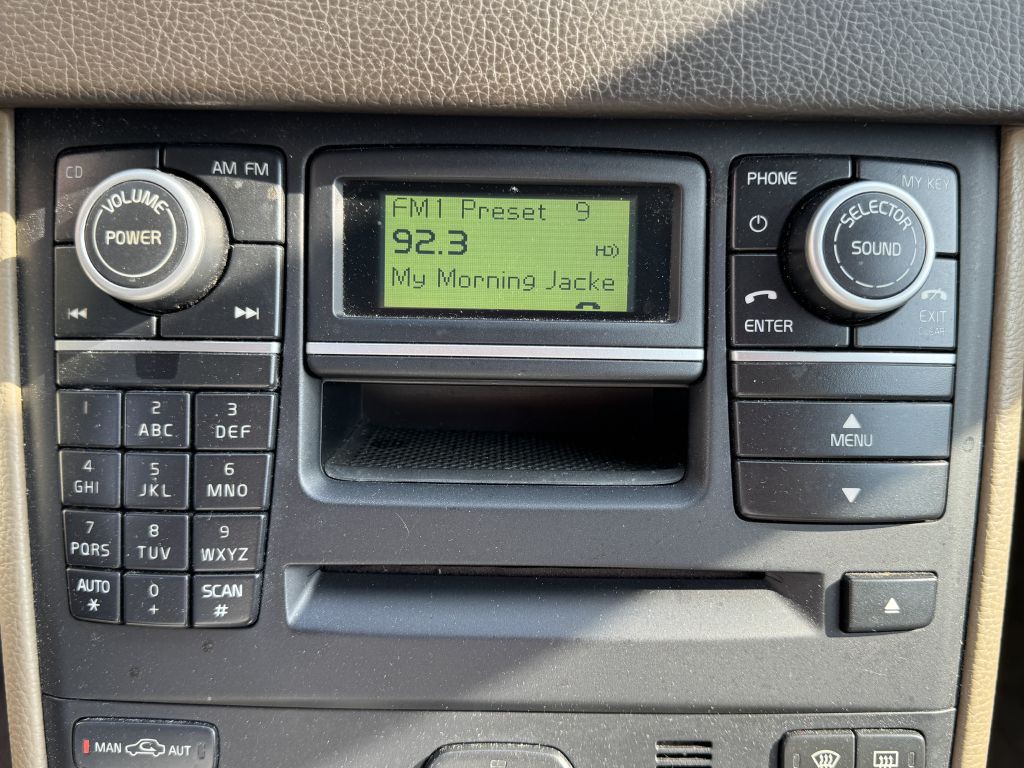 CD
AM FM
VOLUME
POWER
FM1 Preset 9
92.3
HD)
My Morning Jacke
PHONE
MY KEY
SELECTOR
SOUND
ENTER
EXIT
CLEAR
1
2
ABC
3
DEF
4
GHI
5
JKL
6
MNO
7
PQRS
8
TUV
9
WXYZ
AUTO
*
0
+
SCAN
#
MENU
MAN AUT